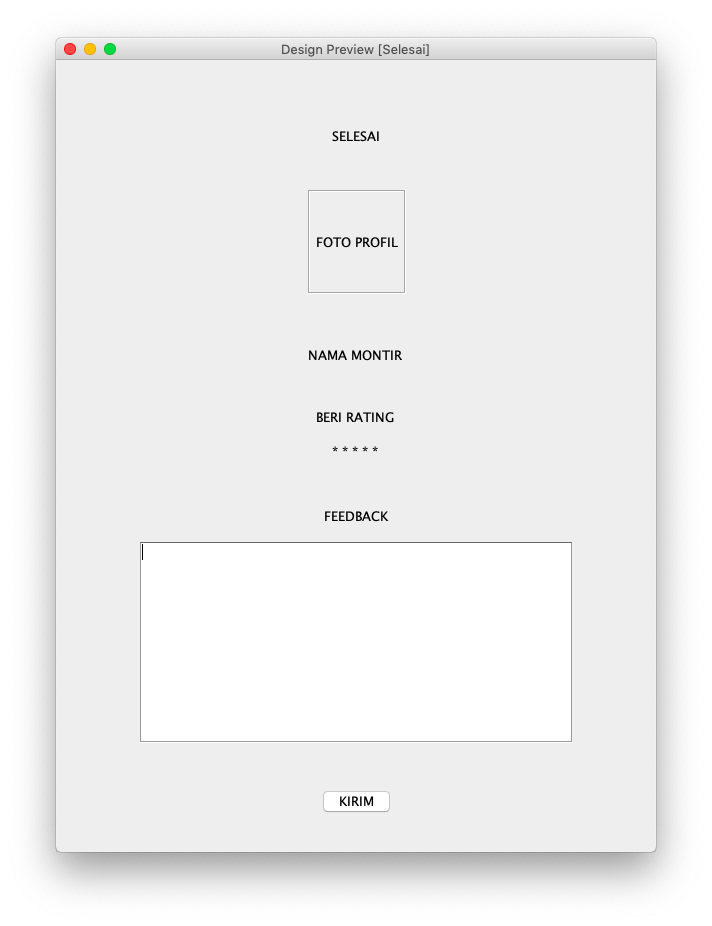 Design Preview [Selesai]
SELESAI
FOTO PROFIL
NAMA MONTIR
BERI RATING
* * * * *
FEEDBACK
KIRIM